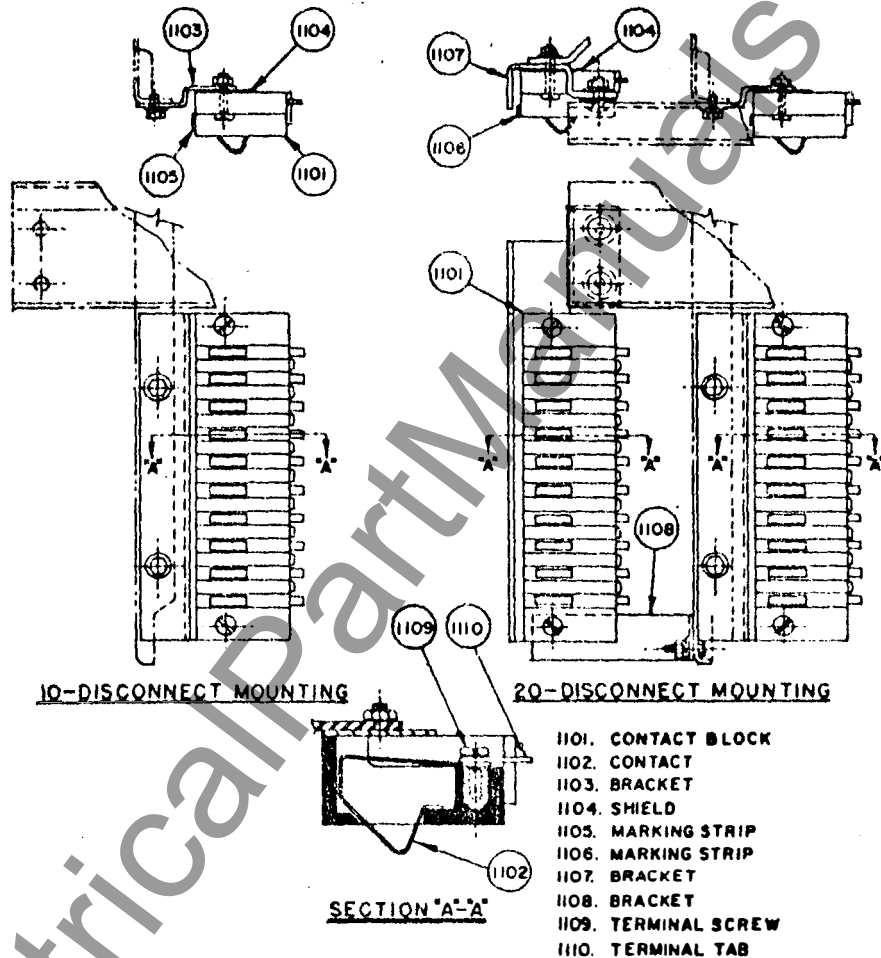 1103
1104
1105
1101
1107
1104
1106
1101
"A"
"A"
"A"
"A"
"A"
"A"
1108
1109
1110
10-DISCONNECT MOUNTING
20-DISCONNECT MOUNTING
1102
SECTION "A"-"A"
1101. CONTACT BLOCK
1102. CONTACT
1103. BRACKET
1104. SHIELD
1105. MARKING STRIP
1106. MARKING STRIP
1107. BRACKET
1108. BRACKET
1109. TERMINAL SCREW
1110. TERMINAL TAB
tricalPartManuals